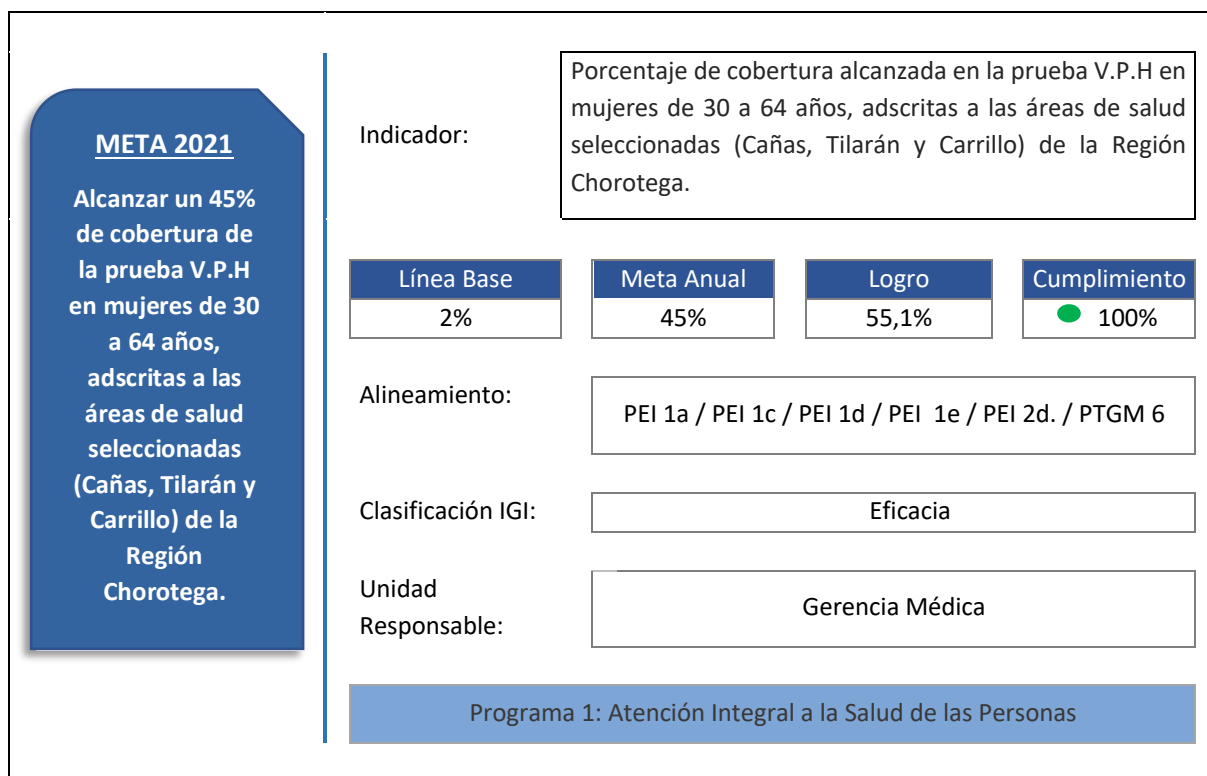 META 2021
Alcanzar un 45%
de cobertura de
la prueba V.P.H
en mujeres de 30
a 64 años,
adscritas a las
áreas de salud
seleccionadas
(Cañas, Tilarán y
Carrillo) de la
Región
Chorotega.
Indicador:
Porcentaje de cobertura alcanzada en la prueba V.P.H en
mujeres de 30 a 64 años, adscritas a las áreas de salud
seleccionadas (Cañas, Tilarán y Carrillo) de la Región
Chorotega.
Línea Base
2%
Meta Anual
45%
Logro
55,1%
Cumplimiento
100%
Alineamiento:
PEI 1a / PEI 1c / PEI 1d / PEI 1e / PEI 2d. / PTGM 6
Clasificación IGI:
Eficacia
Unidad
Responsable:
Gerencia Médica
Programa 1: Atención Integral a la Salud de las Personas